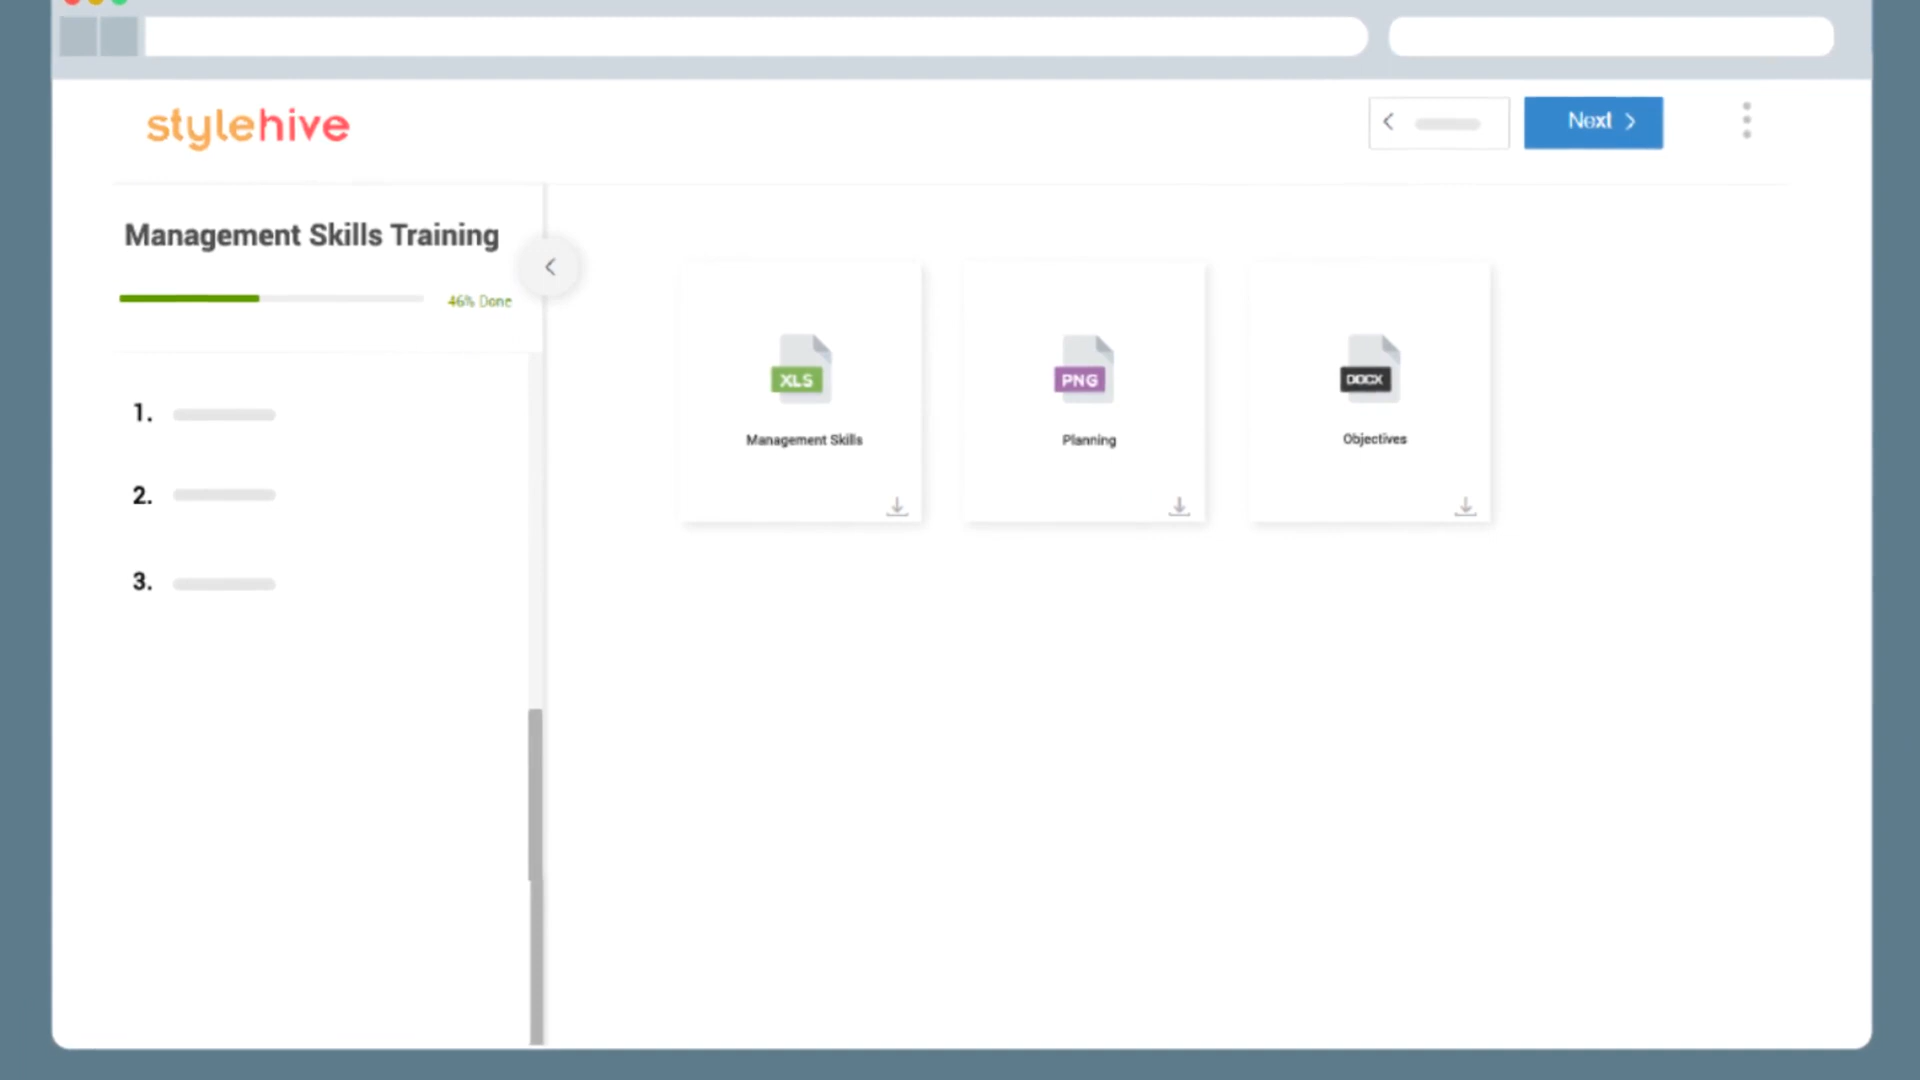 stylehive
Next
Management Skills Training
46% Done
1.
2.
3.
XLS
Management Skills
PNG
Planning
DOCX
Objectives